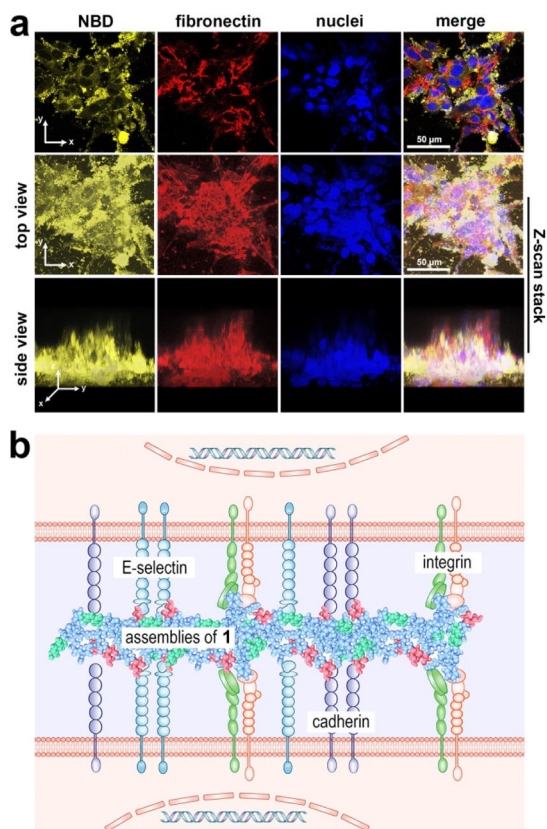 a
NBD
fibronectin
nuclei
merge
-y
x
50 μm
top view
-y
x
50 μm
Z-scan stack
side view
z
x
y
b
E-selectin
integrin
assemblies of 1
cadherin